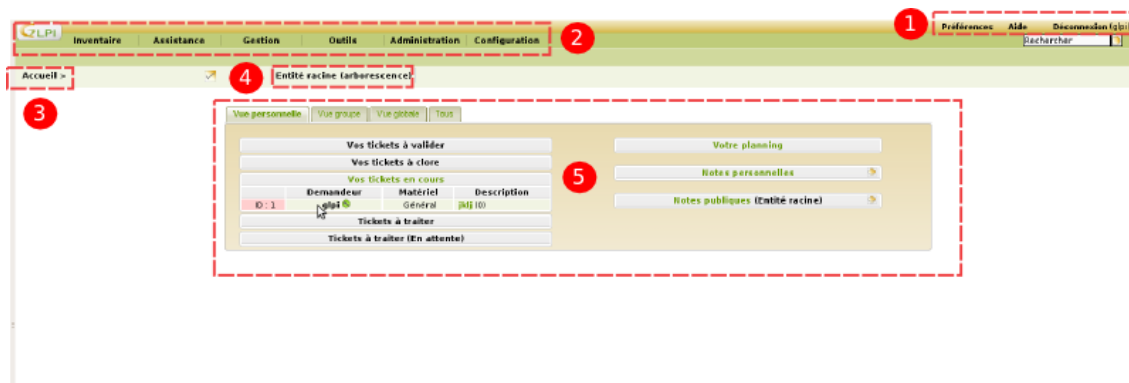 1
Préférences Aide Déconnexion (glpi
GLPI
Inventaire Assistance Gestion Outils Administration Configuration
2
Rechercher
Accueil >
4
Entité racine (arborescence)
3
Vue personnelle Vue groupe Vue globale Tous
Vos tickets à valider
Votre planning
Vos tickets à clore
Notes personnelles
5
Vos tickets en cours
Demandeur Matériel Description
ID : 1 glpi Général jklj (0)
Notes publiques (Entité racine)
Tickets à traiter
Tickets à traiter (En attente)